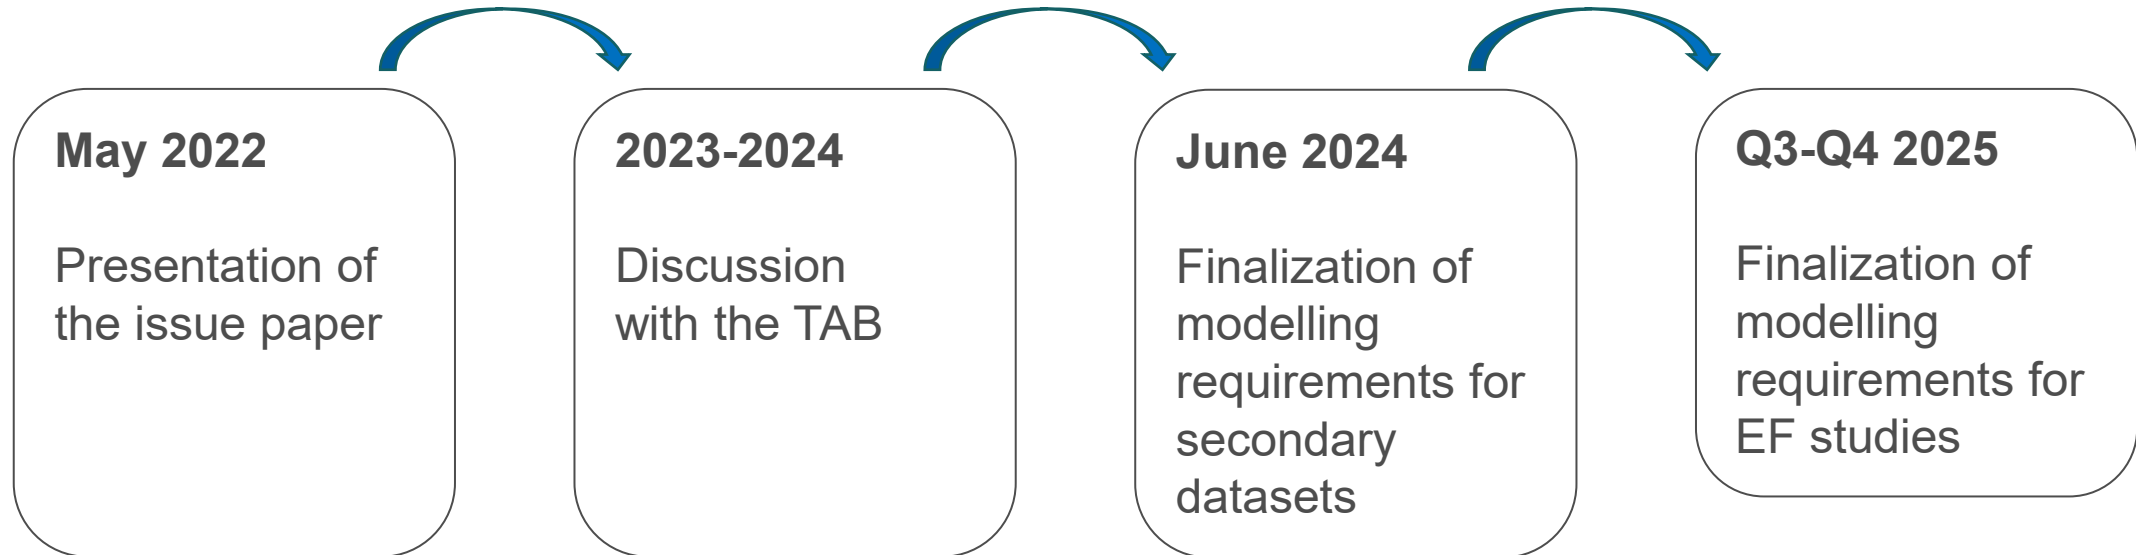 May 2022
Presentation of
the issue paper
2023-2024
Discussion
with the TAB
June 2024
Finalization of
modelling
requirements for
secondary
datasets
Q3-Q4 2025
Finalization of
modelling
requirements for
EF studies